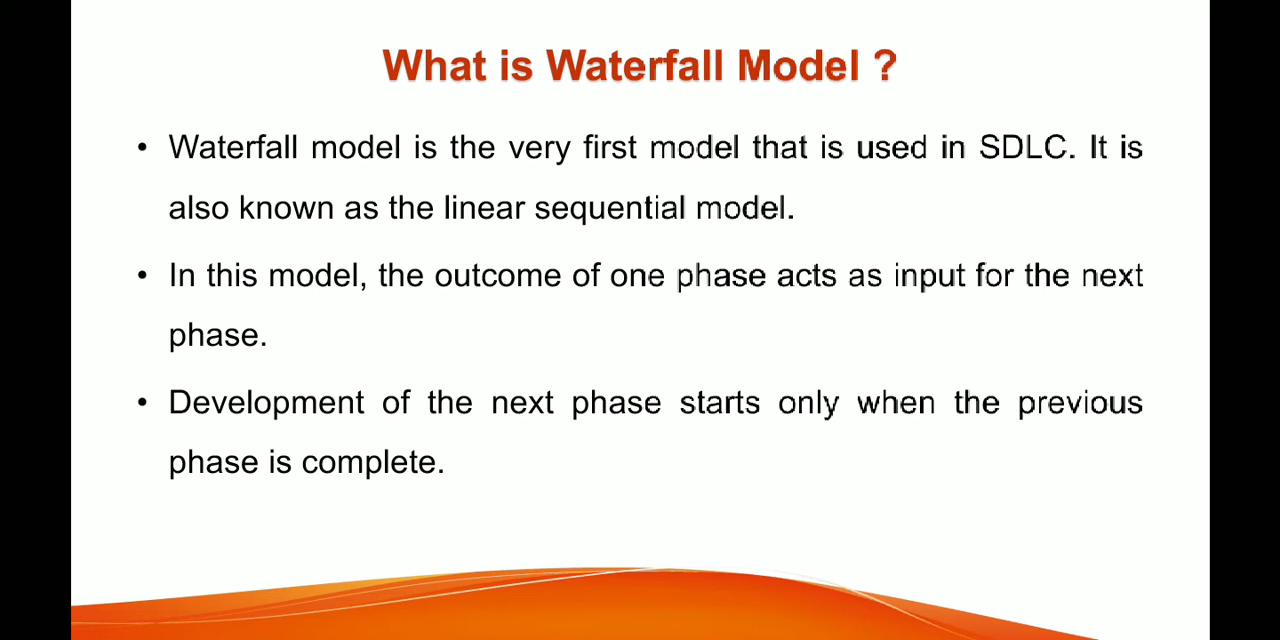 What is Waterfall Model ?
• Waterfall model is the very first model that is used in SDLC. It is
also known as the linear sequential model.
• In this model, the outcome of one phase acts as input for the next
phase.
• Development of the next phase starts only when the previous
phase is complete.